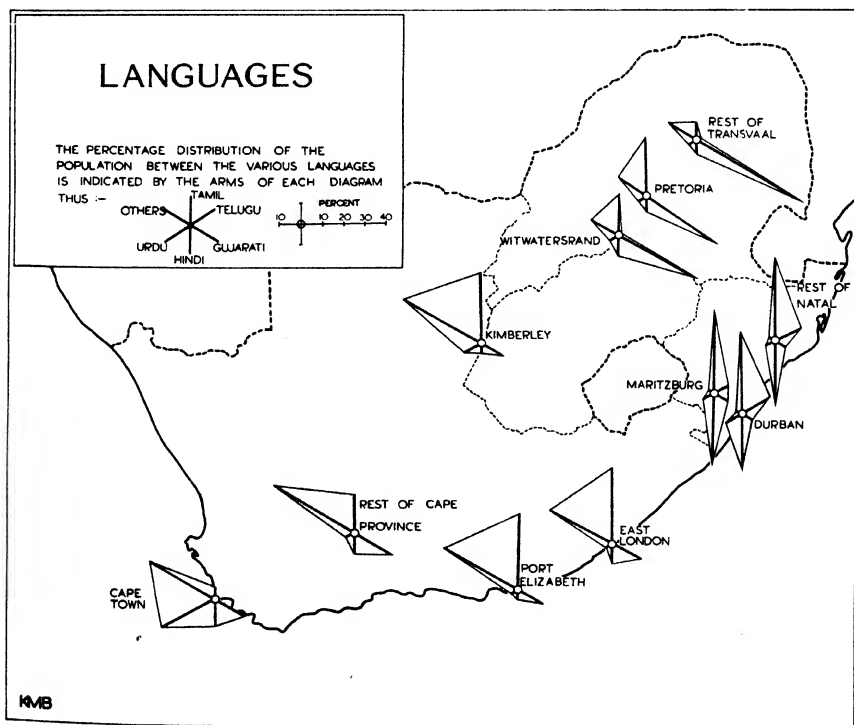 LANGUAGES
THE PERCENTAGE DISTRIBUTION OF THE
POPULATION BETWEEN THE VARIOUS LANGUAGES
IS INDICATED BY THE ARMS OF EACH DIAGRAM
THUS :-
TAMIL
OTHERS
TELUGU
URDU
GUJARATI
HINDI
PERCENT
10 10 20 30 40
REST OF
TRANSVAAL
PRETORIA
WITWATERSRAND
REST OF
NATAL
KIMBERLEY
MARITZBURG
DURBAN
REST OF CAPE
PROVINCE
EAST
LONDON
PORT
ELIZABETH
CAPE
TOWN
KMB